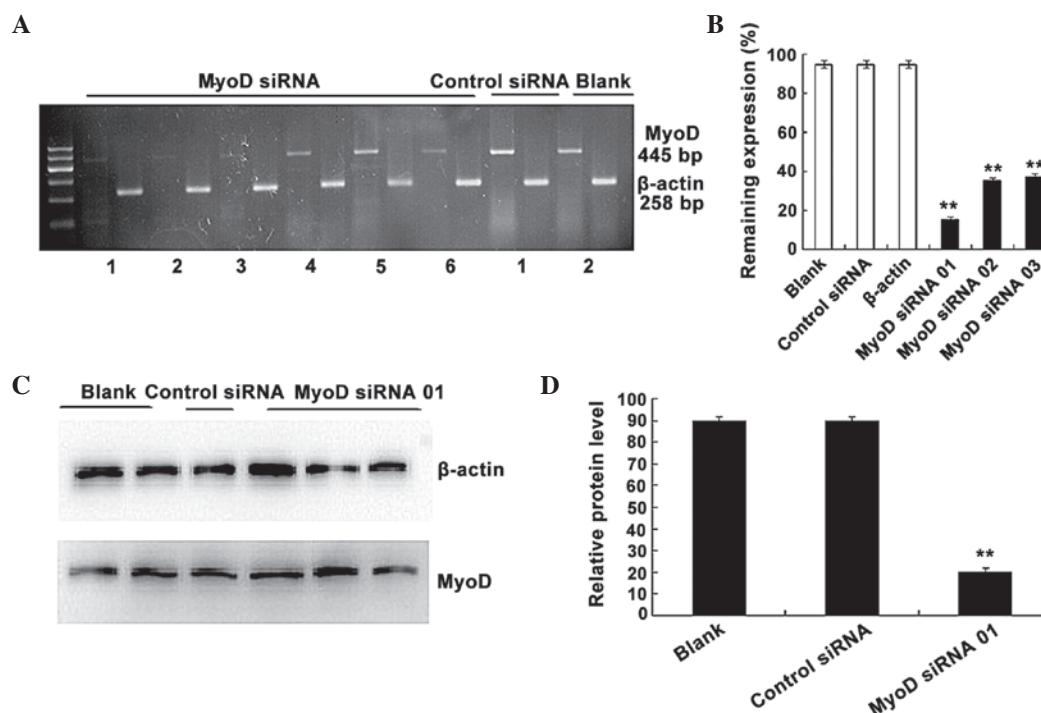 A
MyoD siRNA Control siRNA Blank
MyoD
445 bp
β-actin
258 bp
1 2 3 4 5 6 1 2
B
Remaining expression (%)
100
80
60
40
20
0
** ** **
Blank
Control siRNA
β-actin
MyoD siRNA 01
MyoD siRNA 02
MyoD siRNA 03
C
Blank Control siRNA MyoD siRNA 01
β-actin
MyoD
D
Relative protein level
100
90
80
70
60
50
40
30
20
10
0
**
Blank
Control siRNA
MyoD siRNA 01